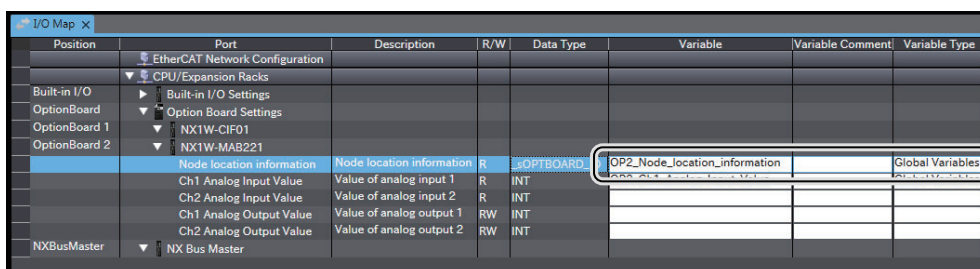 I/O Map X
Position Port Description R/W Data Type Variable Variable Comment Variable Type
EtherCAT Network Configuration
CPU/Expansion Racks
Built-in I/O Built-in I/O Settings
OptionBoard Option Board Settings
OptionBoard 1 NX1W-CIF01
OptionBoard 2 NX1W-MAB221
Node location information Node location information R _sOPTBOARD_ OP2_Node_location_information Global Variables
Ch1 Analog Input Value Value of analog input 1 R INT OP2_Ch1_Analog_Input_Value Global Variables
Ch2 Analog Input Value Value of analog input 2 R INT
Ch1 Analog Output Value Value of analog output 1 RW INT
Ch2 Analog Output Value Value of analog output 2 RW INT
NXBusMaster NX Bus Master